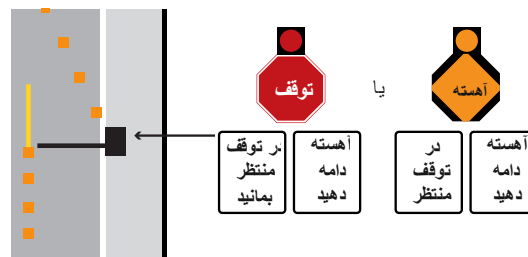 توقف
یا
آهسته
در توقف
منتظر
بمانید
آهسته
دامه
دهید
در
توقف
منتظر
آهسته
دامه
دهید